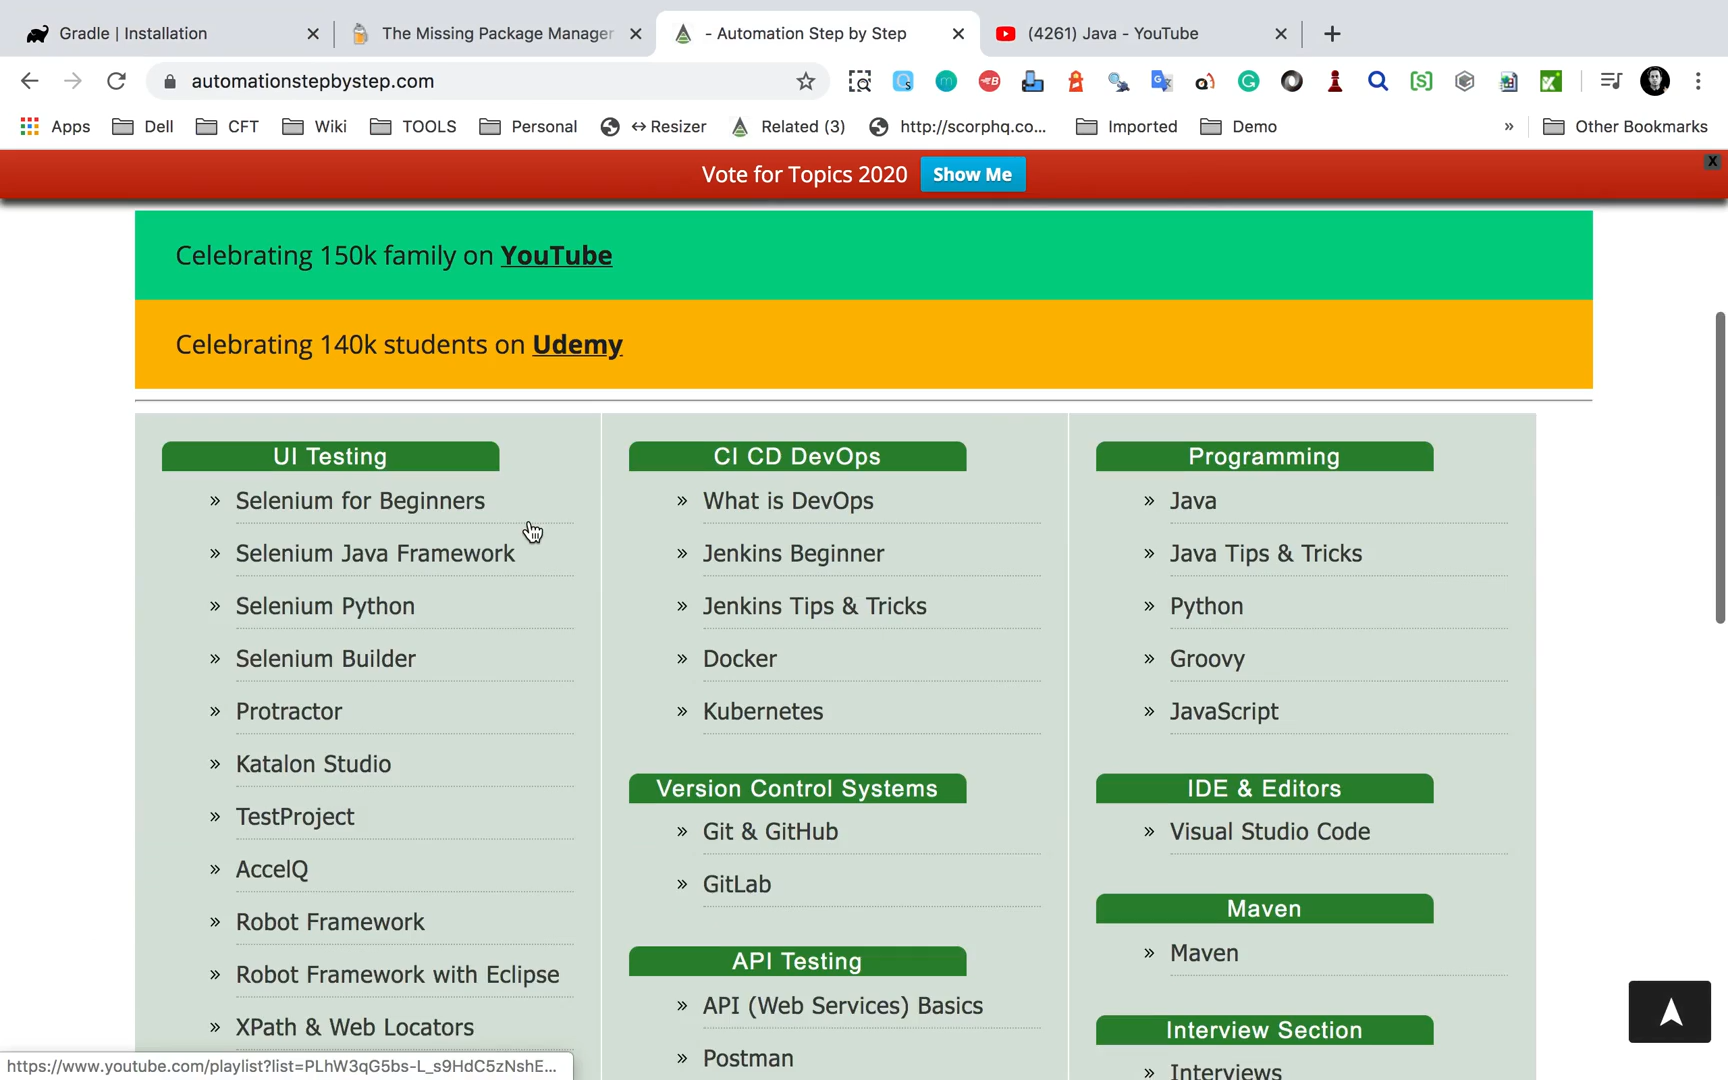 Gradle | Installation
The Missing Package Manager
- Automation Step by Step
(4261) Java - YouTube
automationstepbystep.com
Apps
Dell
CFT
Wiki
TOOLS
Personal
↔Resizer
Related (3)
http://scorphq.co...
Imported
Demo
»
Other Bookmarks
Vote for Topics 2020
Show Me
X
Celebrating 150k family on YouTube
Celebrating 140k students on Udemy
UI Testing
» Selenium for Beginners
» Selenium Java Framework
» Selenium Python
» Selenium Builder
» Protractor
» Katalon Studio
» TestProject
» AccelQ
» Robot Framework
» Robot Framework with Eclipse
» XPath & Web Locators
CI CD DevOps
» What is DevOps
» Jenkins Beginner
» Jenkins Tips & Tricks
» Docker
» Kubernetes
Version Control Systems
» Git & GitHub
» GitLab
API Testing
» API (Web Services) Basics
» Postman
Programming
» Java
» Java Tips & Tricks
» Python
» Groovy
» JavaScript
IDE & Editors
» Visual Studio Code
Maven
» Maven
Interview Section
» Interviews
https://www.youtube.com/playlist?list=PLhW3qG5bs-L_s9HdC5zNshE...